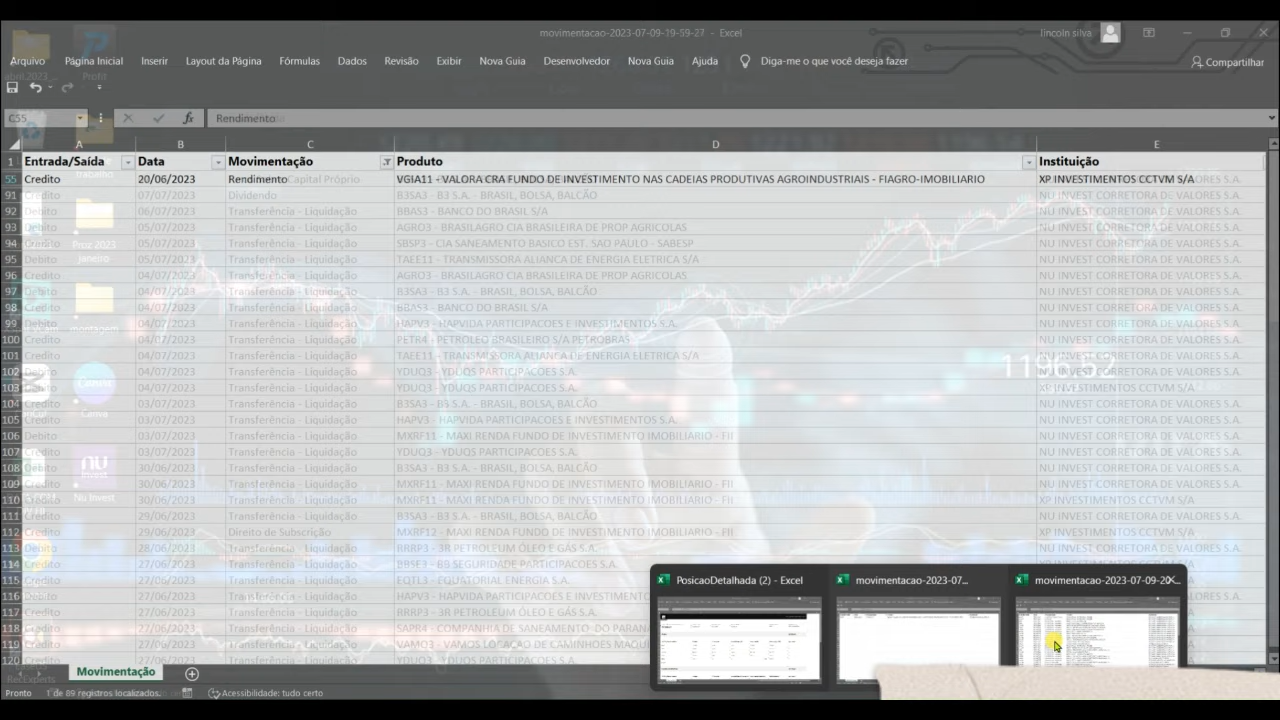 movimentacao-2023-07-09-19-59-27 - Excel
lincoln silva
Arquivo Página Inicial Inserir Layout da Página Fórmulas Dados Revisão Exibir Nova Guia Desenvolvedor Nova Guia Ajuda Diga-me o que você deseja fazer Compartilhar
Profit
C55 fx Rendimento
A B C D E
1 Entrada/Saída Data Movimentação Produto Instituição
55 Credito 20/06/2023 Rendimento VGIA11 - VALORA CRA FUNDO DE INVESTIMENTO NAS CADEIAS PRODUTIVAS AGROINDUSTRIAIS - FIAGRO-IMOBILIARIO XP INVESTIMENTOS CCTVM S/A
91 Credito 07/07/2023 Dividendo B3SA3 - B3 S.A. - BRASIL, BOLSA, BALCÃO NU INVEST CORRETORA DE VALORES S.A.
92 Debito 06/07/2023 Transferência - Liquidação BBAS3 - BANCO DO BRASIL S/A NU INVEST CORRETORA DE VALORES S.A.
93 Debito 05/07/2023 Transferência - Liquidação AGRO3 - BRASILAGRO CIA BRASILEIRA DE PROP AGRICOLAS NU INVEST CORRETORA DE VALORES S.A.
94 Credito 05/07/2023 Transferência - Liquidação SBSP3 - CIA SANEAMENTO BASICO EST. SAO PAULO - SABESP NU INVEST CORRETORA DE VALORES S.A.
95 Debito 05/07/2023 Transferência - Liquidação TAEE11 - TRANSMISSORA ALIANCA DE ENERGIA ELETRICA S/A NU INVEST CORRETORA DE VALORES S.A.
96 Credito 04/07/2023 Transferência - Liquidação AGRO3 - BRASILAGRO CIA BRASILEIRA DE PROP AGRICOLAS NU INVEST CORRETORA DE VALORES S.A.
97 Debito 04/07/2023 Transferência - Liquidação B3SA3 - B3 S.A. - BRASIL, BOLSA, BALCÃO NU INVEST CORRETORA DE VALORES S.A.
98 Credito 04/07/2023 Transferência - Liquidação BBAS3 - BANCO DO BRASIL S/A NU INVEST CORRETORA DE VALORES S.A.
99 Debito 04/07/2023 Transferência - Liquidação HAPV3 - HAPVIDA PARTICIPACOES E INVESTIMENTOS S.A. NU INVEST CORRETORA DE VALORES S.A.
100 Credito 04/07/2023 Transferência - Liquidação PETR4 - PETROLEO BRASILEIRO S/A PETROBRAS NU INVEST CORRETORA DE VALORES S.A.
101 Credito 04/07/2023 Transferência - Liquidação TAEE11 - TRANSMISSORA ALIANCA DE ENERGIA ELETRICA S/A NU INVEST CORRETORA DE VALORES S.A.
102 Debito 04/07/2023 Transferência - Liquidação YDUQ3 - YDUQS PARTICIPACOES S.A. NU INVEST CORRETORA DE VALORES S.A.
103 04/07/2023 Transferência - Liquidação YDUQ3 - YDUQS PARTICIPACOES S.A. XP INVESTIMENTOS CCTVM S/A
104 Credito 03/07/2023 Transferência - Liquidação B3SA3 - B3 S.A. - BRASIL, BOLSA, BALCÃO NU INVEST CORRETORA DE VALORES S.A.
105 Credito 03/07/2023 Transferência - Liquidação HAPV3 - HAPVIDA PARTICIPACOES E INVESTIMENTOS S.A. NU INVEST CORRETORA DE VALORES S.A.
106 Debito 03/07/2023 Transferência - Liquidação MXRF11 - MAXI RENDA FUNDO DE INVESTIMENTO IMOBILIARIO - FII NU INVEST CORRETORA DE VALORES S.A.
107 Credito 03/07/2023 Transferência - Liquidação YDUQ3 - YDUQS PARTICIPACOES S.A. NU INVEST CORRETORA DE VALORES S.A.
108 Debito 30/06/2023 Transferência - Liquidação B3SA3 - B3 S.A. - BRASIL, BOLSA, BALCÃO NU INVEST CORRETORA DE VALORES S.A.
109 Credito 30/06/2023 Transferência - Liquidação MXRF11 - MAXI RENDA FUNDO DE INVESTIMENTO IMOBILIARIO - FII NU INVEST CORRETORA DE VALORES S.A.
110 Credito 30/06/2023 Transferência - Liquidação MXRF11 - MAXI RENDA FUNDO DE INVESTIMENTO IMOBILIARIO - FII XP INVESTIMENTOS CCTVM S/A
111 Credito 29/06/2023 Transferência - Liquidação B3SA3 - B3 S.A. - BRASIL, BOLSA, BALCÃO NU INVEST CORRETORA DE VALORES S.A.
112 Credito 29/06/2023 Direito de Subscrição MXRF12 - MAXI RENDA FUNDO DE INVESTIMENTO IMOBILIARIO - FII XP INVESTIMENTOS CCTVM S/A
113 Debito 28/06/2023 Transferência - Liquidação RRRP3 - 3R PETROLEUM ÓLEO E GÁS S.A. NU INVEST CORRETORA DE VALORES S.A.
114 Credito 27/06/2023 Transferência - Liquidação BBSE3 - BB SEGURIDADE PARTICIPACOES S.A.
115 Credito 27/06/2023 Transferência - Liquidação EQTL3 - EQUATORIAL ENERGIA S.A.
116 27/06/2023 Transferência - Liquidação
117 Credito 27/06/2023 Transferência - Liquidação RRRP3 - 3R PETROLEUM ÓLEO E GÁS S.A.
118 27/06/2023 Transferência - Liquidação SAPR4 - COMPANHIA DE SANEAMENTO DO PARANA
119 27/06/2023 Transferência - Liquidação VAMO3 - VAMOS LOCAÇÃO DE CAMINHÕES
120 27/06/2023
trabalho
Proz 2023
janeiro
montagem
Canva
Nu Invest
PosicaoDetalhada (2) - Excel
movimentacao-2023-07...
movimentacao-2023-07-09-20...
Movimentação
Pronto 1 de 89 registros localizados. Acessibilidade: tudo certo